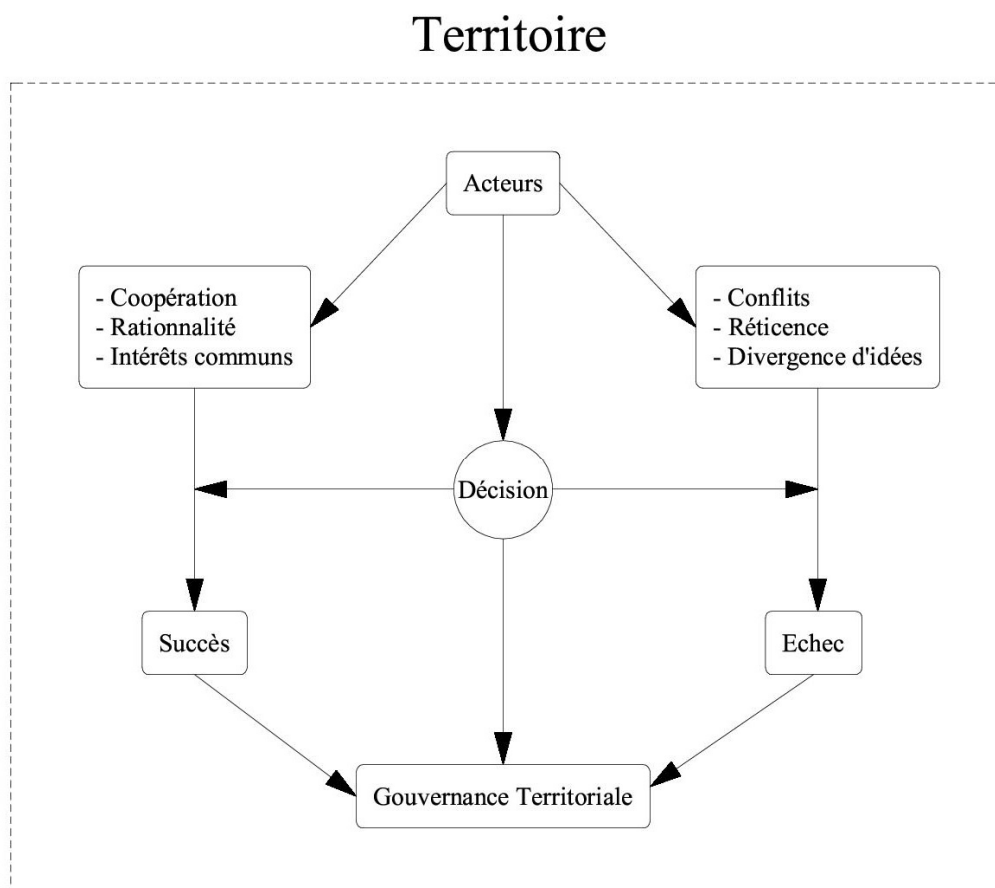 Territoire
Acteurs
- Coopération
- Rationnalité
- Intérêts communs
- Conflits
- Réticence
- Divergence d'idées
Décision
Succès
Echec
Gouvernance Territoriale